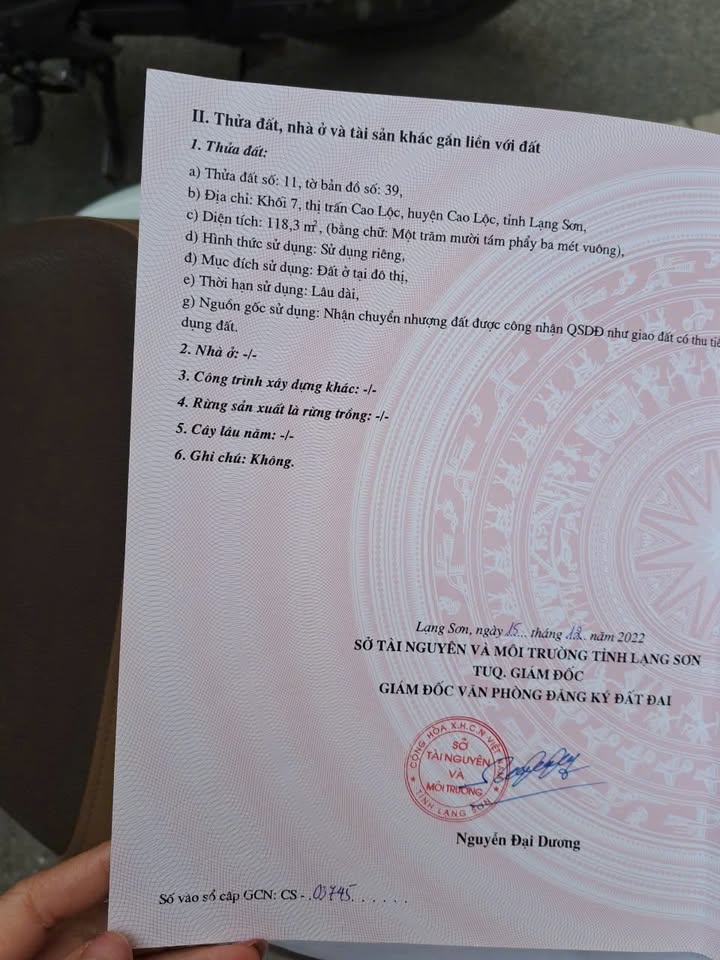 II. Thửa đất, nhà ở và tài sản khác gắn liền với đất
1. Thửa đất:
a) Thửa đất số: 11, tờ bản đồ số: 39,
b) Địa chỉ: Khối 7, thị trấn Cao Lộc, huyện Cao Lộc, tỉnh Lạng Sơn,
c) Diện tích: 118,3 m², (bằng chữ: Một trăm mười tám phẩy ba mét vuông),
d) Hình thức sử dụng: Sử dụng riêng,
đ) Mục đích sử dụng: Đất ở tại đô thị,
e) Thời hạn sử dụng: Lâu dài,
g) Nguồn gốc sử dụng: Nhận chuyển nhượng đất được công nhận QSDĐ như giao đất có thu
dụng đất.
2. Nhà ở: -/-
3. Công trình xây dựng khác: -/-
4. Rừng sản xuất là rừng trồng: -/-
5. Cây lâu năm: -/-
6. Ghi chú: Không.
Lạng Sơn, ngày 15... tháng 12. năm 2022
SỞ TÀI NGUYÊN VÀ MÔI TRƯỜNG TỈNH LẠNG SƠN
TUQ. GIÁM ĐỐC
GIÁM ĐỐC VĂN PHÒNG ĐĂNG KÝ ĐẤT ĐAI
CỘNG HÒA X.H.C.N VIỆT NAM
SỞ
TÀI NGUYÊN
VÀ
MÔI TRƯỜNG
TỈNH LẠNG SƠN
Nguyễn Đại Dương
Số vào sổ cấp GCN: CS - .03745. . . . . .